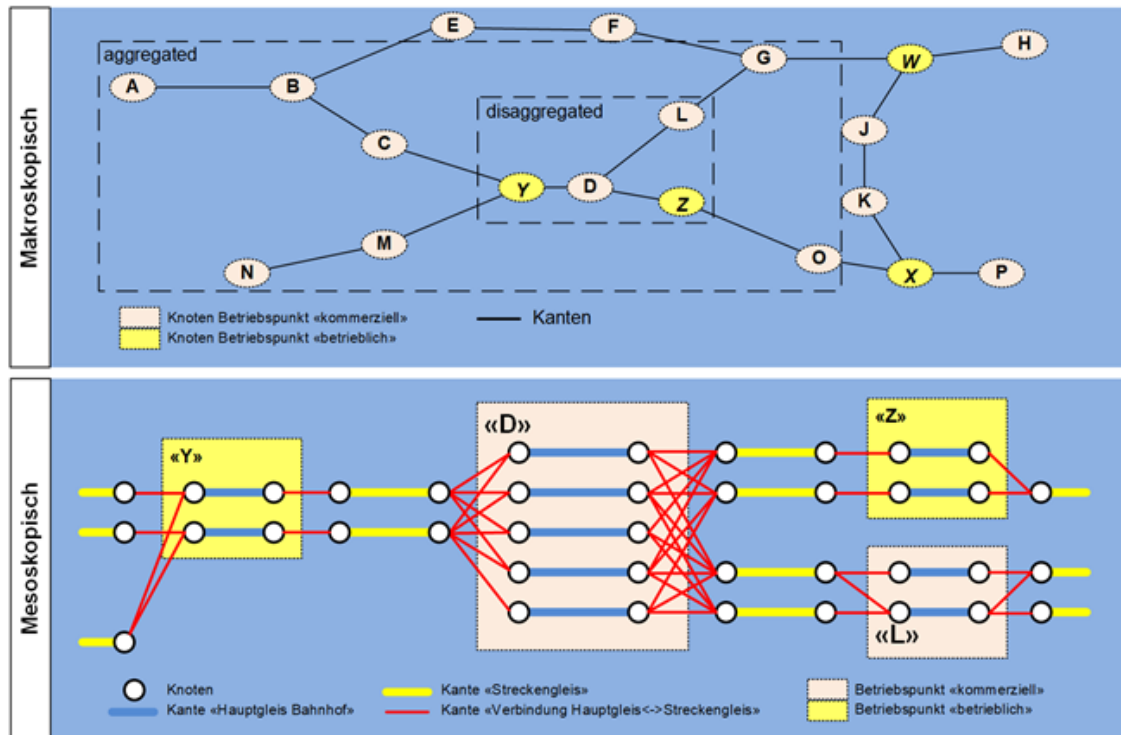 Makroskopisch
E
F
H
aggregated
G
W
A
B
disaggregated
L
J
C
Y
D
Z
K
M
N
O
X
P
Knoten Betriebspunkt «kommerziell»
Kanten
Knoten Betriebspunkt «betrieblich»
Mesoskopisch
«D»
«Z»
«Y»
«L»
Knoten
Kante «Streckengleis»
Betriebspunkt «kommerziell»
Kante «Hauptgleis Bahnhof»
Kante «Verbindung Hauptgleis<->Streckengleis»
Betriebspunkt «betrieblich»